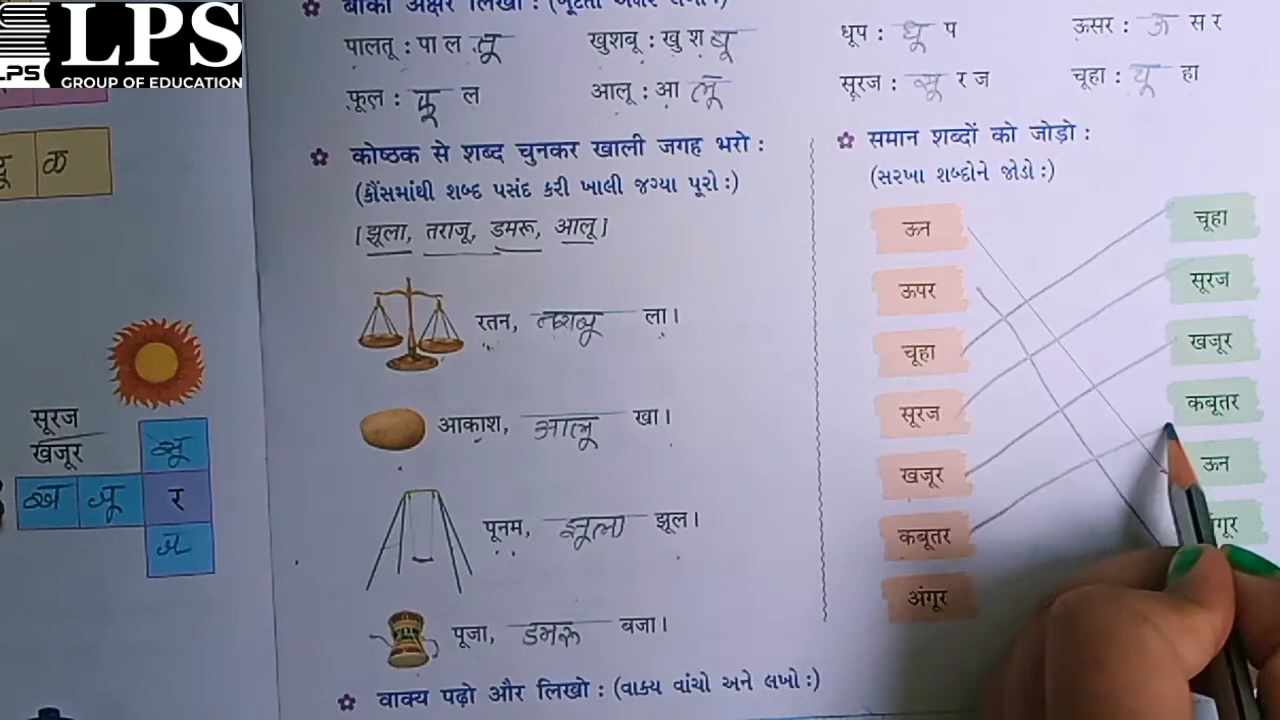 LPS
LPS
GROUP OF EDUCATION
बाकी अक्षर लिखो :
पालतू : पा ल तू
खुशबू : खु श बू
धूप : धू प
ऊसर : ऊ स र
फूल : फू ल
आलू : आ लू
सूरज : सू र ज
चूहा : चू हा
कोष्ठक से शब्द चुनकर खाली जगह भरो :
(કૌંસમાંથી શબ્દ પસંદ કરી ખાલી જગ્યા પૂરો :)
[झूला, तराजू, डमरू, आलू]
रतन, तराजू ला।
आकाश, आलू खा।
पूनम, झूला झूल।
पूजा, डमरू बजा।
वाक्य पढ़ो और लिखो : (વાક્ય વાંચો અને લખો :)
समान शब्दों को जोड़ो :
(સરખા શબ્દોને જોડો :)
ऊन चूहा
ऊपर सूरज
चूहा खजूर
सूरज कबूतर
खजूर ऊन
कबूतर
अंगूर
क
सूरज
खजूर
सू
ख जू र
ज